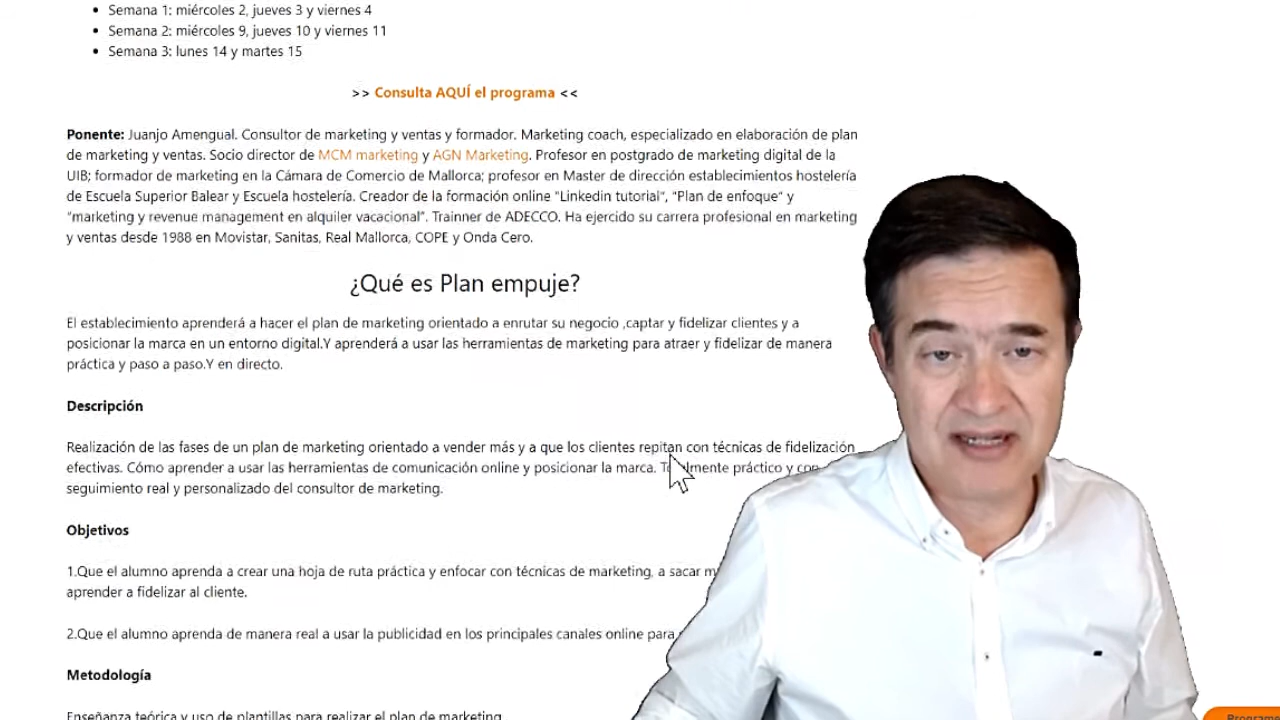 Semana 1: miércoles 2, jueves 3 y viernes 4
Semana 2: miércoles 9, jueves 10 y viernes 11
Semana 3: lunes 14 y martes 15
>> Consulta AQUÍ el programa <<
Ponente: Juanjo Amengual. Consultor de marketing y ventas y formador. Marketing coach, especializado en elaboración de plan
de marketing y ventas. Socio director de MCM marketing y AGN Marketing. Profesor en postgrado de marketing digital de la
UIB; formador de marketing en la Cámara de Comercio de Mallorca; profesor en Master de dirección establecimientos hostelería
de Escuela Superior Balear y Escuela hostelería. Creador de la formación online "Linkedin tutorial", "Plan de enfoque" y
"marketing y revenue management en alquiler vacacional". Trainner de ADECCO. Ha ejercido su carrera profesional en marketing
y ventas desde 1988 en Movistar, Sanitas, Real Mallorca, COPE y Onda Cero.
¿Qué es Plan empuje?
El establecimiento aprenderá a hacer el plan de marketing orientado a enrutar su negocio ,captar y fidelizar clientes y a
posicionar la marca en un entorno digital.Y aprenderá a usar las herramientas de marketing para atraer y fidelizar de manera
práctica y paso a paso.Y en directo.
Descripción
Realización de las fases de un plan de marketing orientado a vender más y a que los clientes repitan con técnicas de fidelización
efectivas. Cómo aprender a usar las herramientas de comunicación online y posicionar la marca. Totalmente práctico y con
seguimiento real y personalizado del consultor de marketing.
Objetivos
1.Que el alumno aprenda a crear una hoja de ruta práctica y enfocar con técnicas de marketing, a sacar
aprender a fidelizar al cliente.
2.Que el alumno aprenda de manera real a usar la publicidad en los principales canales online para
Metodología
Enseñanza teórica y uso de plantillas para realizar el plan de marketing